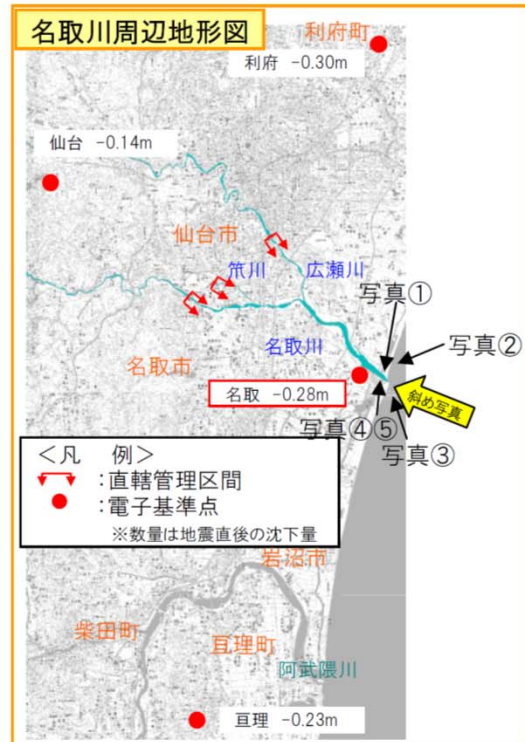 名取川周辺地形図
利府町
利府 -0.30m
仙台 -0.14m
仙台市
笊川
広瀬川
写真①
写真②
名取川
名取市
名取 -0.28m
斜め写真
写真④⑤
写真③
<凡 例>
:直轄管理区間
:電子基準点
※数量は地震直後の沈下量
岩沼市
柴田町
亘理町
阿武隈川
亘理 -0.23m